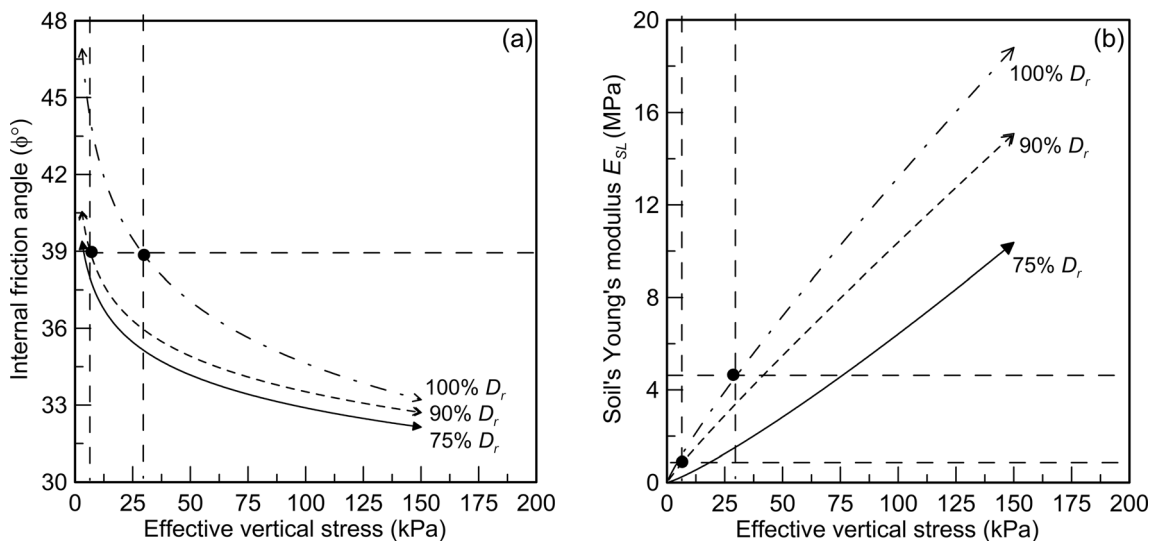 (a)
Internal friction angle (ϕ°)
48
45
42
39
36
33
30
100% Dr
90% Dr
75% Dr
0 25 50 75 100 125 150 175 200
Effective vertical stress (kPa)
(b)
Soil's Young's modulus ESL (MPa)
20
16
12
8
4
0
100% Dr
90% Dr
75% Dr
0 25 50 75 100 125 150 175 200
Effective vertical stress (kPa)